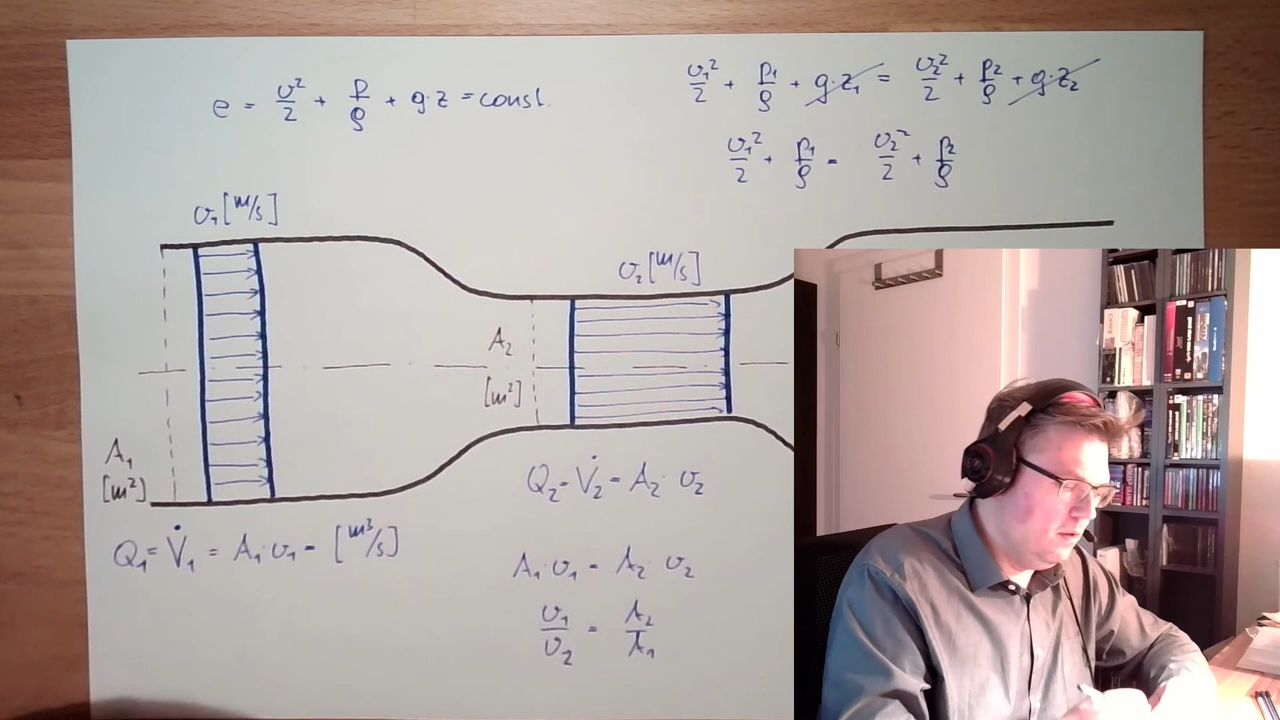 e = v²/2 + p/ρ + g·z = const.
v₁²/2 + p₁/ρ + g·z₁ = v₂²/2 + p₂/ρ + g·z₂
v₁²/2 + p₁/ρ = v₂²/2 + p₂/ρ
v₁ [m/s]
v₂ [m/s]
A₂
[m²]
A₁
[m²]
Q₂ = V̇₂ = A₂ · v₂
Q₁ = V̇₁ = A₁·v₁ = [m³/s]
A₁·v₁ = A₂·v₂
v₁/v₂ = A₂/A₁